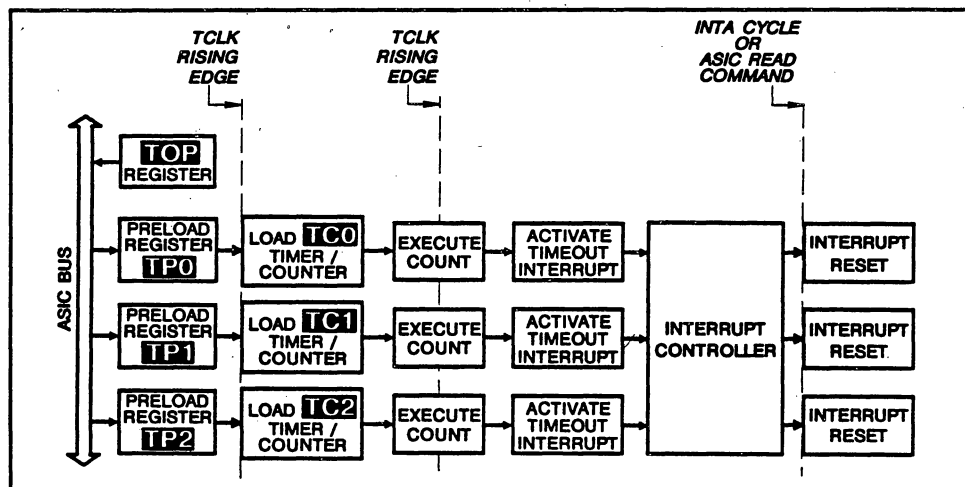 TCLK
RISING
EDGE
TCLK
RISING
EDGE
INTA CYCLE
OR
ASIC READ
COMMAND
ASIC BUS
TOP
REGISTER
PRELOAD
REGISTER
TP0
LOAD TC0
TIMER /
COUNTER
EXECUTE
COUNT
ACTIVATE
TIMEOUT
INTERRUPT
INTERRUPT
RESET
PRELOAD
REGISTER
TP1
LOAD TC1
TIMER /
COUNTER
EXECUTE
COUNT
ACTIVATE
TIMEOUT
INTERRUPT
INTERRUPT
CONTROLLER
INTERRUPT
RESET
PRELOAD
REGISTER
TP2
LOAD TC2
TIMER /
COUNTER
EXECUTE
COUNT
ACTIVATE
TIMEOUT
INTERRUPT
INTERRUPT
RESET